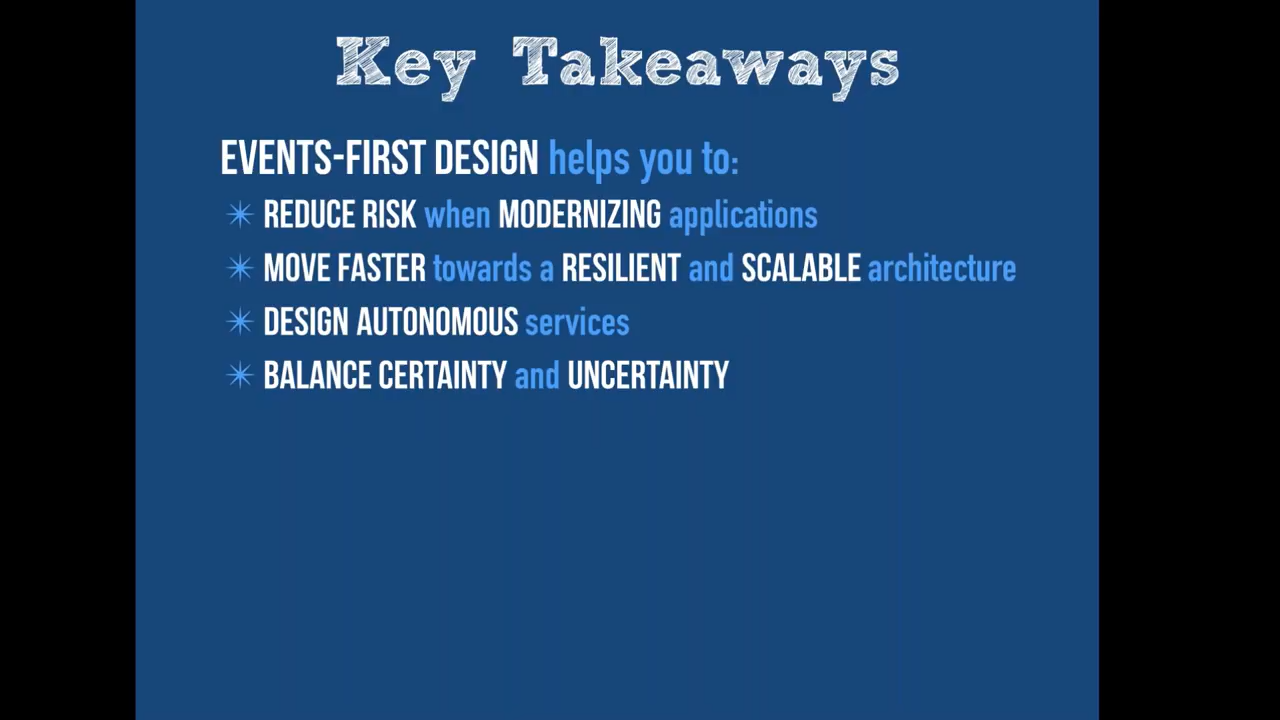 Key Takeaways
EVENTS-FIRST DESIGN helps you to:
REDUCE RISK when MODERNIZING applications
MOVE FASTER towards a RESILIENT and SCALABLE architecture
DESIGN AUTONOMOUS services
BALANCE CERTAINTY and UNCERTAINTY